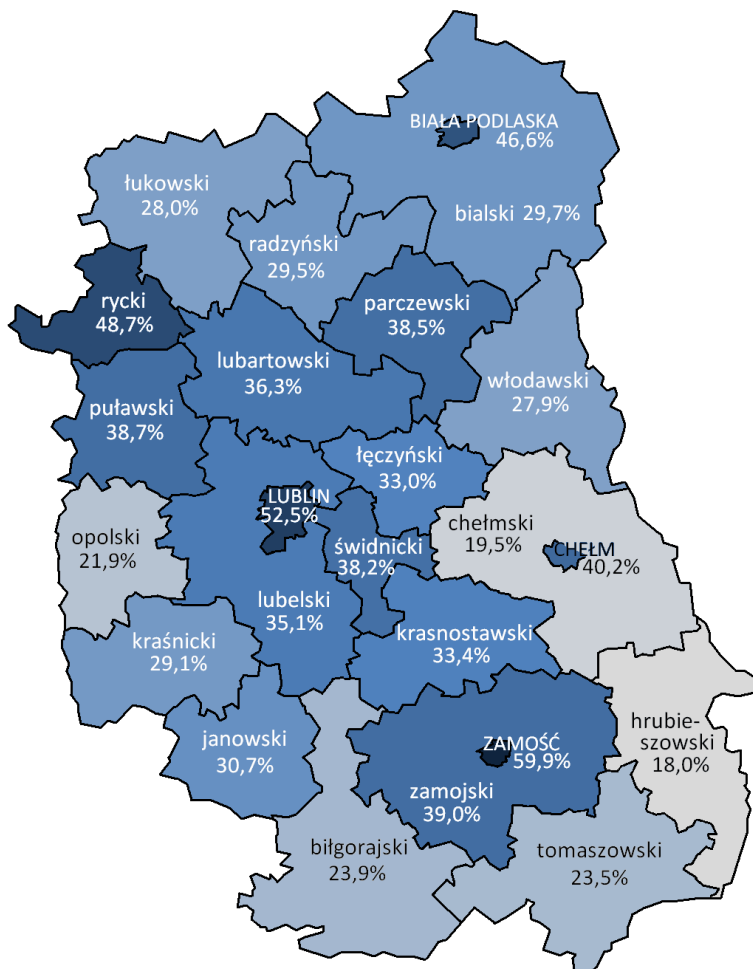 BIAŁA PODLASKA
46,6%
łukowski
28,0%
bialski 29,7%
radzyński
29,5%
rycki
48,7%
parczewski
38,5%
lubartowski
36,3%
włodawski
27,9%
puławski
38,7%
łęczyński
33,0%
LUBLIN
52,5%
chełmski
19,5%
opolski
21,9%
świdnicki
38,2%
CHEŁM
40,2%
lubelski
35,1%
kraśnicki
29,1%
krasnostawski
33,4%
hrubie-
szowski
18,0%
janowski
30,7%
ZAMOŚĆ
59,9%
zamojski
39,0%
biłgorajski
23,9%
tomaszowski
23,5%